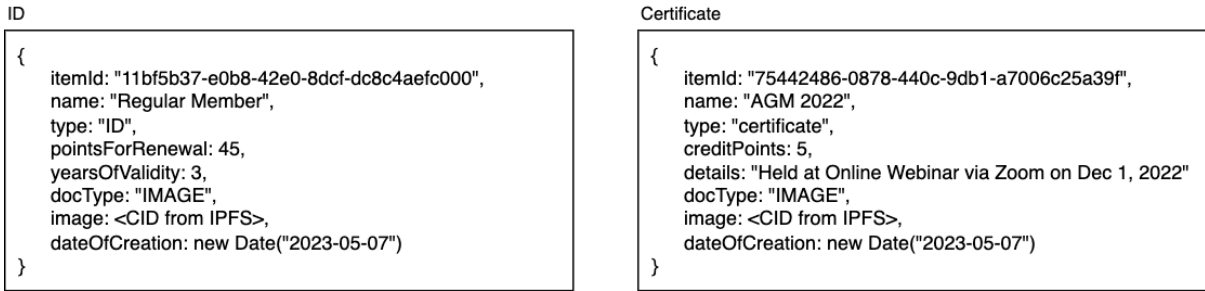 ID
{
itemId: "11bf5b37-e0b8-42e0-8dcf-dc8c4aefc000",
name: "Regular Member",
type: "ID",
pointsForRenewal: 45,
yearsOfValidity: 3,
docType: "IMAGE",
image: <CID from IPFS>,
dateOfCreation: new Date("2023-05-07")
}
Certificate
{
itemId: "75442486-0878-440c-9db1-a7006c25a39f",
name: "AGM 2022",
type: "certificate",
creditPoints: 5,
details: "Held at Online Webinar via Zoom on Dec 1, 2022"
docType: "IMAGE",
image: <CID from IPFS>,
dateOfCreation: new Date("2023-05-07")
}